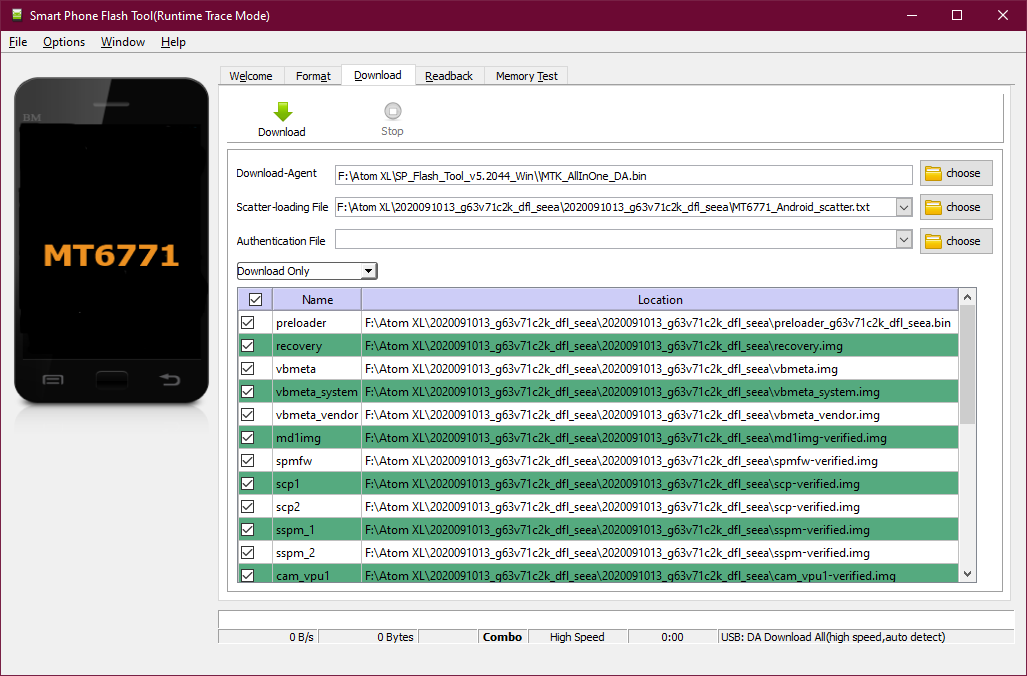 Smart Phone Flash Tool(Runtime Trace Mode)
File Options Window Help
Welcome Format Download Readback Memory Test
Download Stop
BM
MT6771
Download-Agent F:\Atom XL\SP_Flash_Tool_v5.2044_Win\\MTK_AllInOne_DA.bin choose
Scatter-loading File F:\Atom XL\2020091013_g63v71c2k_dfl_seea\2020091013_g63v71c2k_dfl_seea\MT6771_Android_scatter.txt choose
Authentication File choose
Download Only
Name Location
preloader F:\Atom XL\2020091013_g63v71c2k_dfl_seea\2020091013_g63v71c2k_dfl_seea\preloader_g63v71c2k_dfl_seea.bin
recovery F:\Atom XL\2020091013_g63v71c2k_dfl_seea\2020091013_g63v71c2k_dfl_seea\recovery.img
vbmeta F:\Atom XL\2020091013_g63v71c2k_dfl_seea\2020091013_g63v71c2k_dfl_seea\vbmeta.img
vbmeta_system F:\Atom XL\2020091013_g63v71c2k_dfl_seea\2020091013_g63v71c2k_dfl_seea\vbmeta_system.img
vbmeta_vendor F:\Atom XL\2020091013_g63v71c2k_dfl_seea\2020091013_g63v71c2k_dfl_seea\vbmeta_vendor.img
md1img F:\Atom XL\2020091013_g63v71c2k_dfl_seea\2020091013_g63v71c2k_dfl_seea\md1img-verified.img
spmfw F:\Atom XL\2020091013_g63v71c2k_dfl_seea\2020091013_g63v71c2k_dfl_seea\spmfw-verified.img
scp1 F:\Atom XL\2020091013_g63v71c2k_dfl_seea\2020091013_g63v71c2k_dfl_seea\scp-verified.img
scp2 F:\Atom XL\2020091013_g63v71c2k_dfl_seea\2020091013_g63v71c2k_dfl_seea\scp-verified.img
sspm_1 F:\Atom XL\2020091013_g63v71c2k_dfl_seea\2020091013_g63v71c2k_dfl_seea\sspm-verified.img
sspm_2 F:\Atom XL\2020091013_g63v71c2k_dfl_seea\2020091013_g63v71c2k_dfl_seea\sspm-verified.img
cam_vpu1 F:\Atom XL\2020091013_g63v71c2k_dfl_seea\2020091013_g63v71c2k_dfl_seea\cam_vpu1-verified.img
0 B/s 0 Bytes Combo High Speed 0:00 USB: DA Download All(high speed,auto detect)